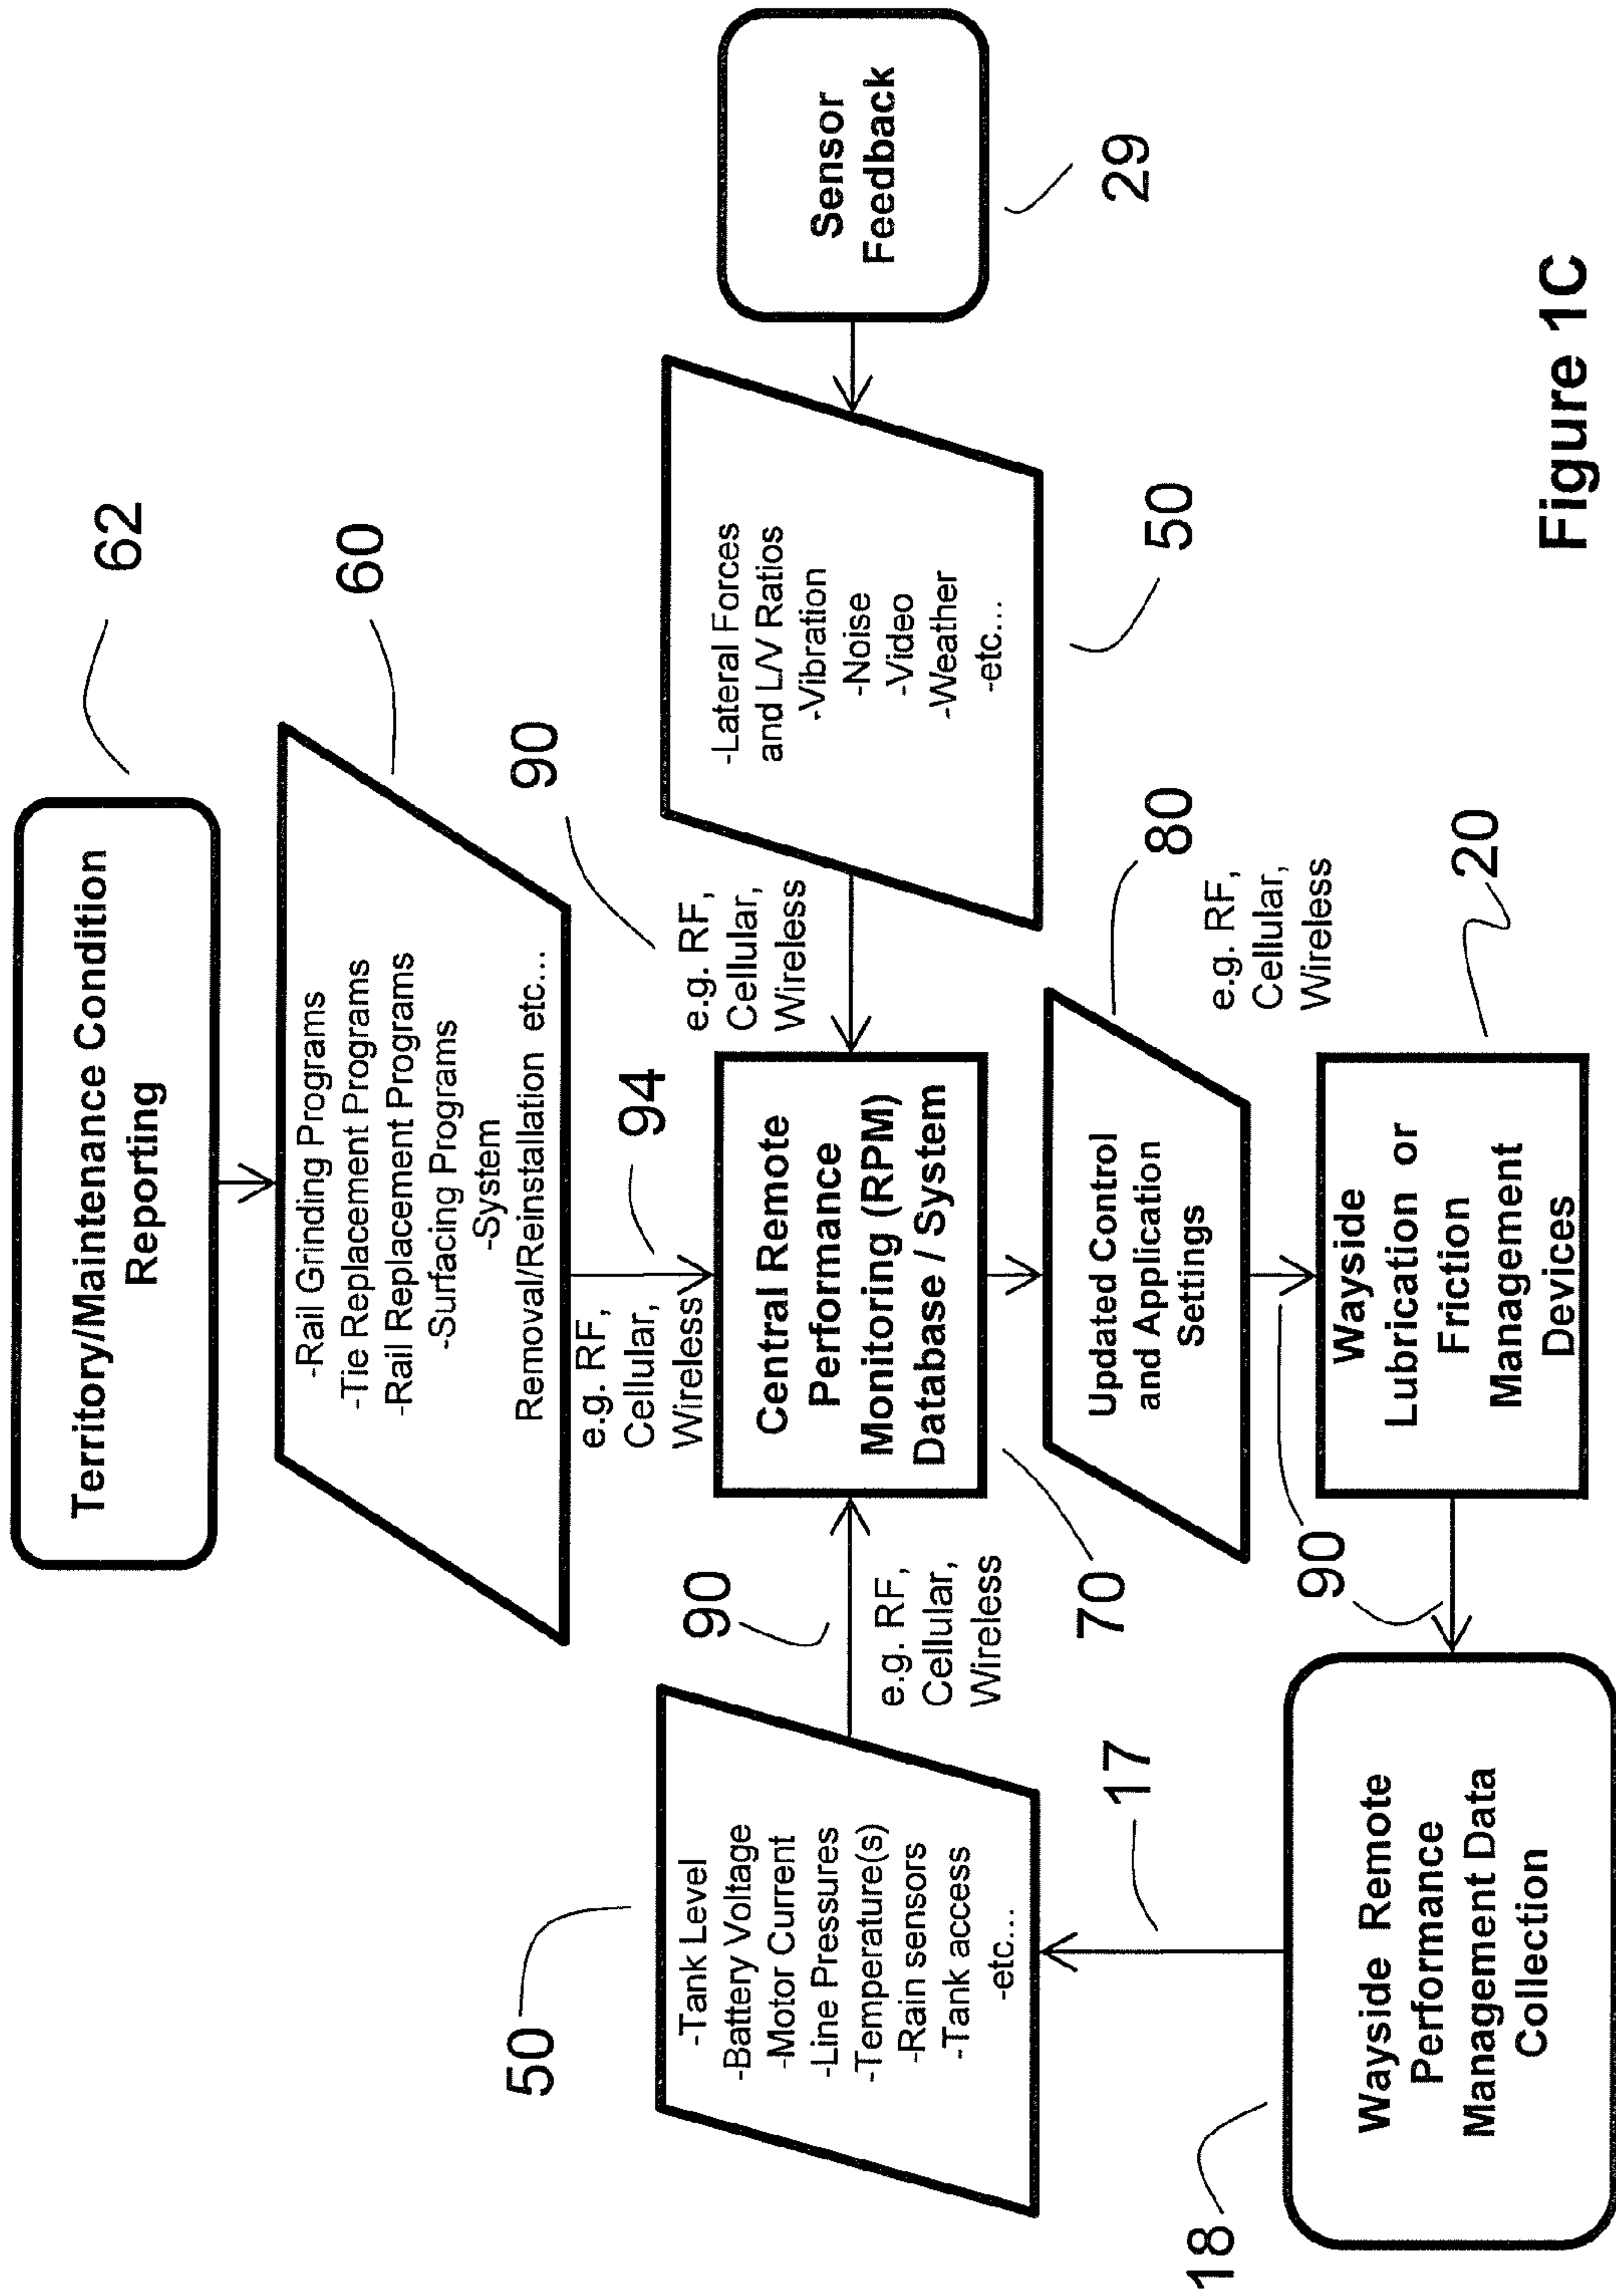 62
Territory/Maintenance Condition
Reporting
60
-Rail Grinding Programs
-Tie Replacement Programs
-Rail Replacement Programs
-Surfacing Programs
-System
Removal/Reinstallation etc...
94
e.g. RF,
Cellular,
Wireless
50
-Tank Level
-Battery Voltage
-Motor Current
-Line Pressures
-Temperature(s)
-Rain sensors
-Tank access
-etc...
90
e.g. RF,
Cellular,
Wireless
Central Remote
Performance
Monitoring (RPM)
Database / System
70
90
e.g. RF,
Cellular,
Wireless
-Lateral Forces
and L/V Ratios
-Vibration
-Noise
-Video
-Weather
-etc...
50
Sensor
Feedback
29
17
Updated Control
and Application
Settings
80
e.g. RF,
Cellular,
Wireless
90
18
Wayside Remote
Performance
Management Data
Collection
Wayside
Lubrication or
Friction
Management
Devices
20
Figure 1C